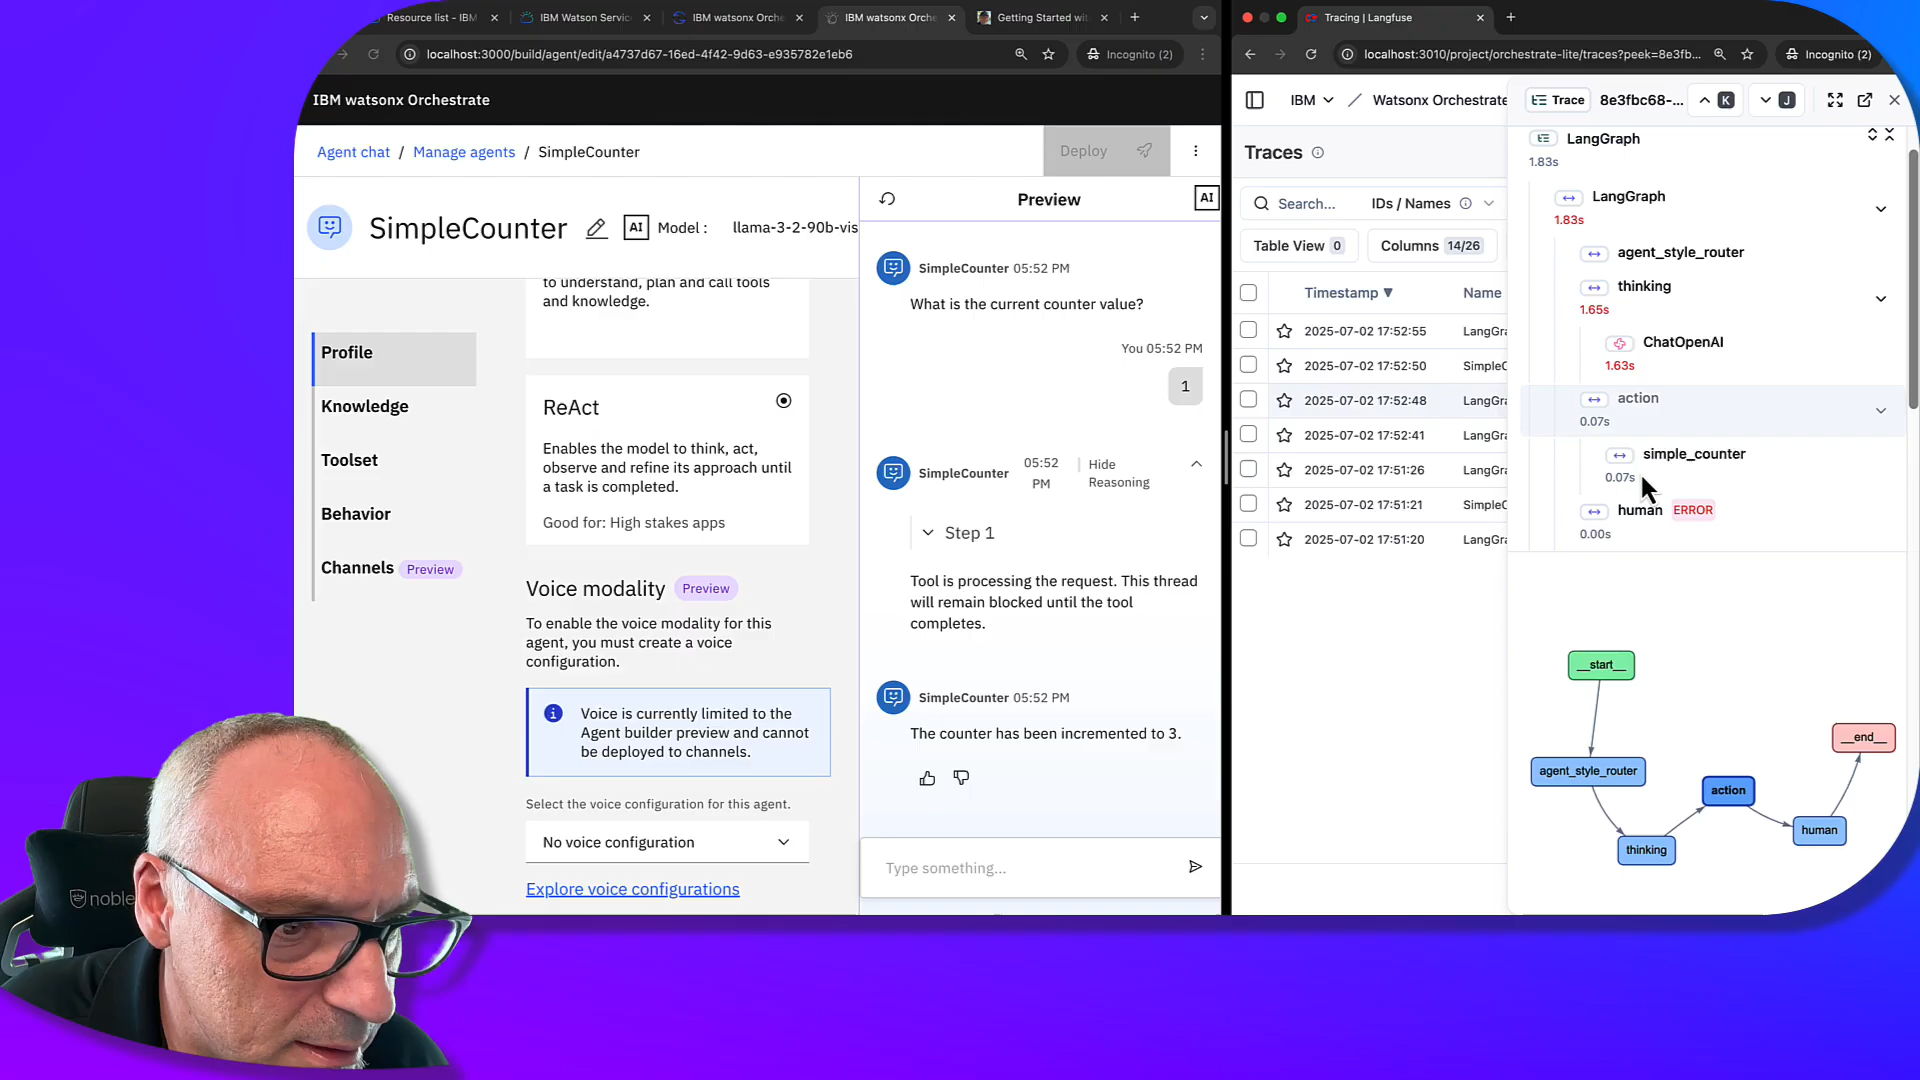 Resource list - IBM
IBM Watson Servic
IBM watsonx Orche
IBM watsonx Orche
Getting Started wit
localhost:3000/build/agent/edit/a4737d67-16ed-4f42-9d63-e935782e1eb6
Incognito (2)
IBM watsonx Orchestrate
Agent chat / Manage agents / SimpleCounter
Deploy
SimpleCounter
AI
Model :
llama-3-2-90b-vis
Profile
Knowledge
Toolset
Behavior
Channels Preview
to understand, plan and call tools
and knowledge.
ReAct
Enables the model to think, act,
observe and refine its approach until
a task is completed.
Good for: High stakes apps
Voice modality Preview
To enable the voice modality for this
agent, you must create a voice
configuration.
Voice is currently limited to the
Agent builder preview and cannot
be deployed to channels.
Select the voice configuration for this agent.
No voice configuration
Explore voice configurations
Preview
AI
SimpleCounter 05:52 PM
What is the current counter value?
You 05:52 PM
1
SimpleCounter
05:52
PM
Hide
Reasoning
Step 1
Tool is processing the request. This thread
will remain blocked until the tool
completes.
SimpleCounter 05:52 PM
The counter has been incremented to 3.
Type something...
Tracing | Langfuse
localhost:3010/project/orchestrate-lite/traces?peek=8e3fb...
Incognito (2)
IBM / Watsonx Orchestrate
Traces
Search... IDs / Names
Table View 0
Columns 14/26
Timestamp ▼ Name
2025-07-02 17:52:55 LangGra
2025-07-02 17:52:50 SimpleC
2025-07-02 17:52:48 LangGra
2025-07-02 17:52:41 LangGra
2025-07-02 17:51:26 LangGra
2025-07-02 17:51:21 SimpleC
2025-07-02 17:51:20 LangGra
Trace 8e3fbc68-... K J
LangGraph
1.83s
LangGraph
1.83s
agent_style_router
thinking
1.65s
ChatOpenAI
1.63s
action
0.07s
simple_counter
0.07s
human ERROR
0.00s
__start__
__end__
agent_style_router
action
human
thinking
noble